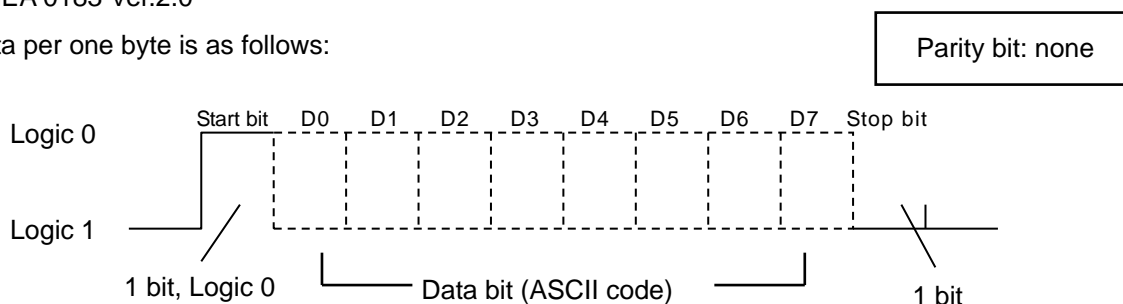 EA 0183 Ver.2.0
ta per one byte is as follows:
Parity bit: none
Start bit D0 D1 D2 D3 D4 D5 D6 D7 Stop bit
Logic 0
Logic 1
1 bit, Logic 0
Data bit (ASCII code)
1 bit